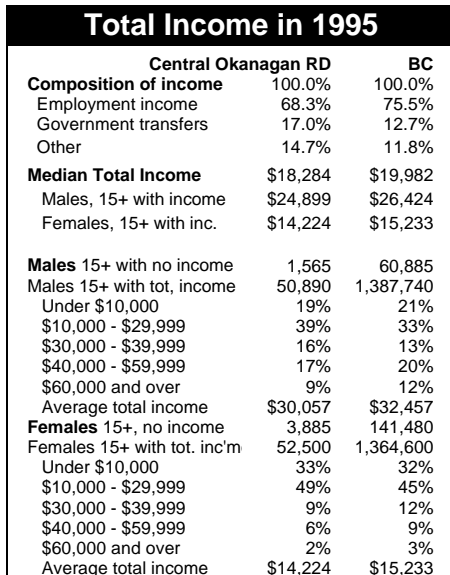 Total Income in 1995
Central Okanagan RD BC
Composition of income 100.0% 100.0%
Employment income 68.3% 75.5%
Government transfers 17.0% 12.7%
Other 14.7% 11.8%
Median Total Income $18,284 $19,982
Males, 15+ with income $24,899 $26,424
Females, 15+ with inc. $14,224 $15,233
Males 15+ with no income 1,565 60,885
Males 15+ with tot, income 50,890 1,387,740
Under $10,000 19% 21%
$10,000 - $29,999 39% 33%
$30,000 - $39,999 16% 13%
$40,000 - $59,999 17% 20%
$60,000 and over 9% 12%
Average total income $30,057 $32,457
Females 15+, no income 3,885 141,480
Females 15+ with tot. inc'm 52,500 1,364,600
Under $10,000 33% 32%
$10,000 - $29,999 49% 45%
$30,000 - $39,999 9% 12%
$40,000 - $59,999 6% 9%
$60,000 and over 2% 3%
Average total income $14,224 $15,233